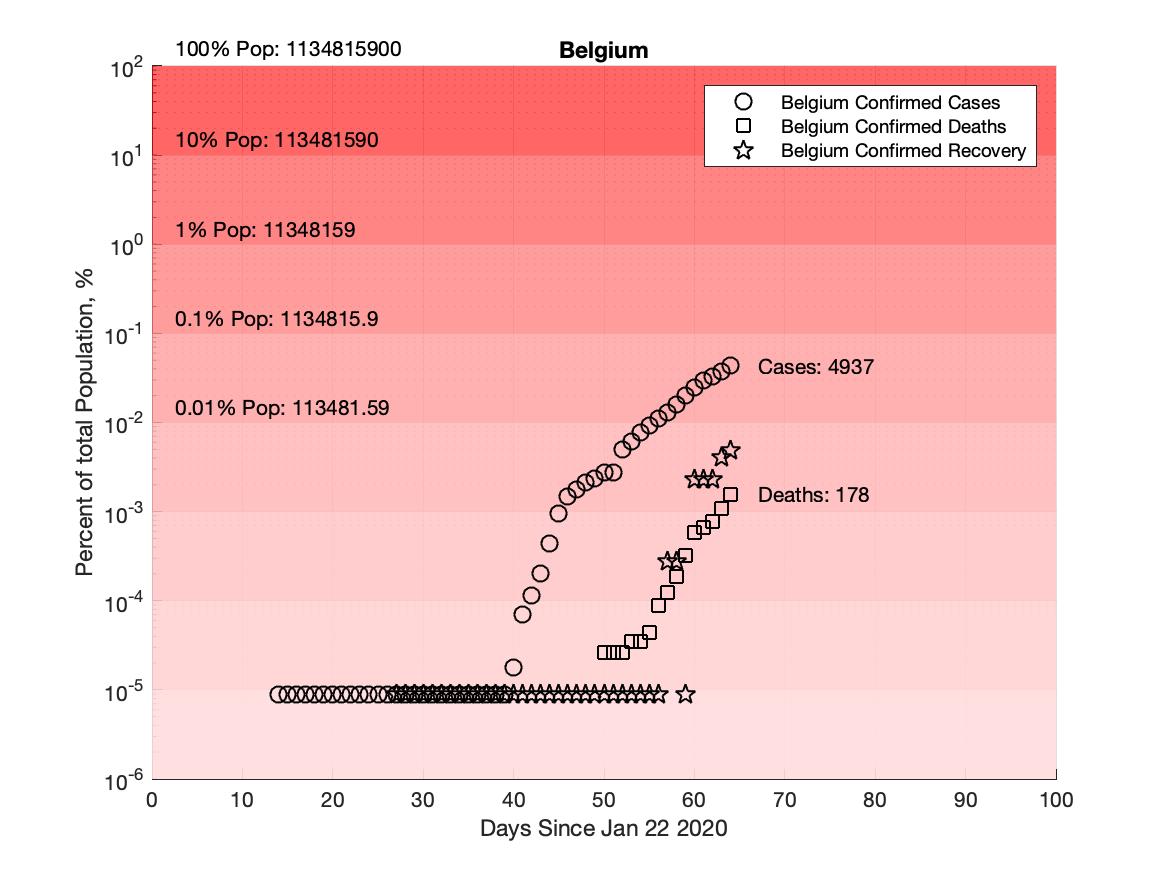 100% Pop: 1134815900
Belgium
10% Pop: 113481590
1% Pop: 11348159
0.1% Pop: 1134815.9
0.01% Pop: 113481.59
Belgium Confirmed Cases
Belgium Confirmed Deaths
Belgium Confirmed Recovery
Cases: 4937
Deaths: 178
Percent of total Population, %
10^2
10^1
10^0
10^-1
10^-2
10^-3
10^-4
10^-5
10^-6
0 10 20 30 40 50 60 70 80 90 100
Days Since Jan 22 2020